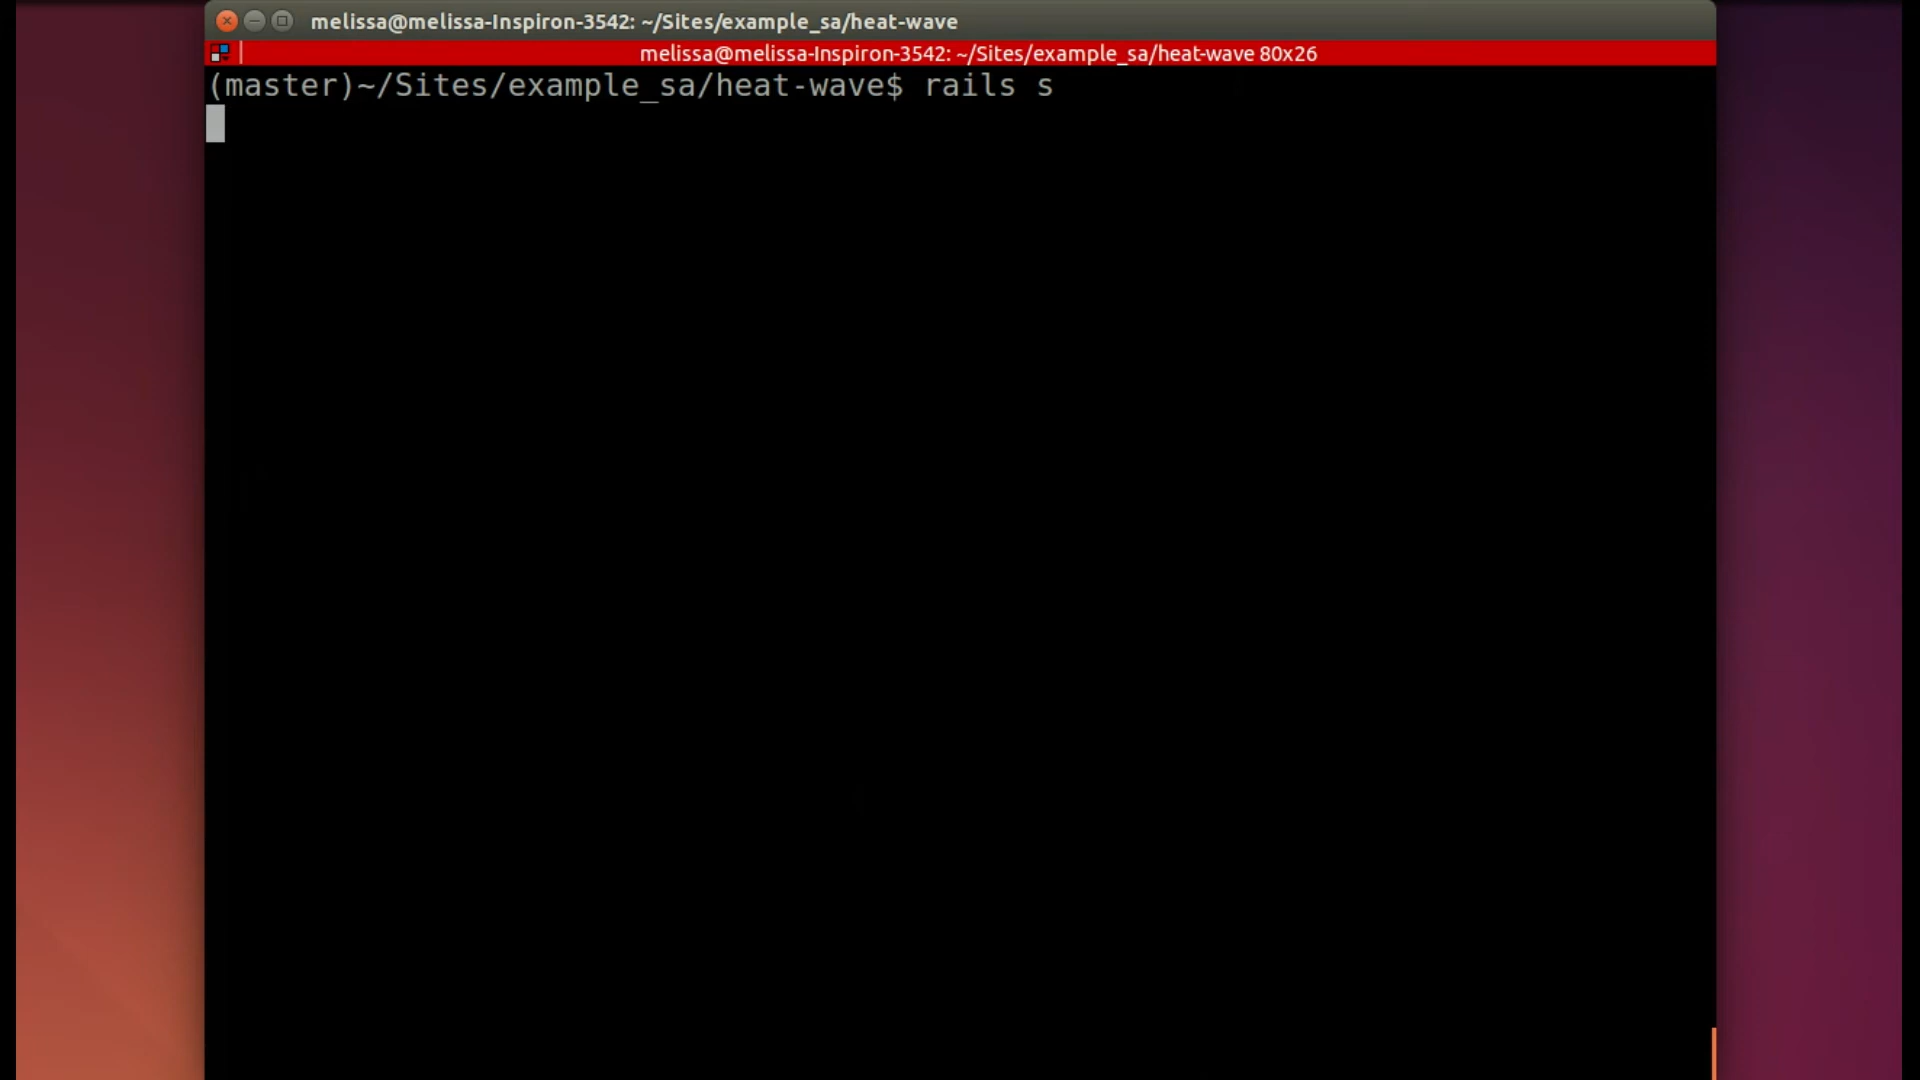 melissa@melissa-Inspiron-3542: ~/Sites/example_sa/heat-wave
melissa@melissa-Inspiron-3542: ~/Sites/example_sa/heat-wave 80x26
(master)~/Sites/example_sa/heat-wave$ rails s